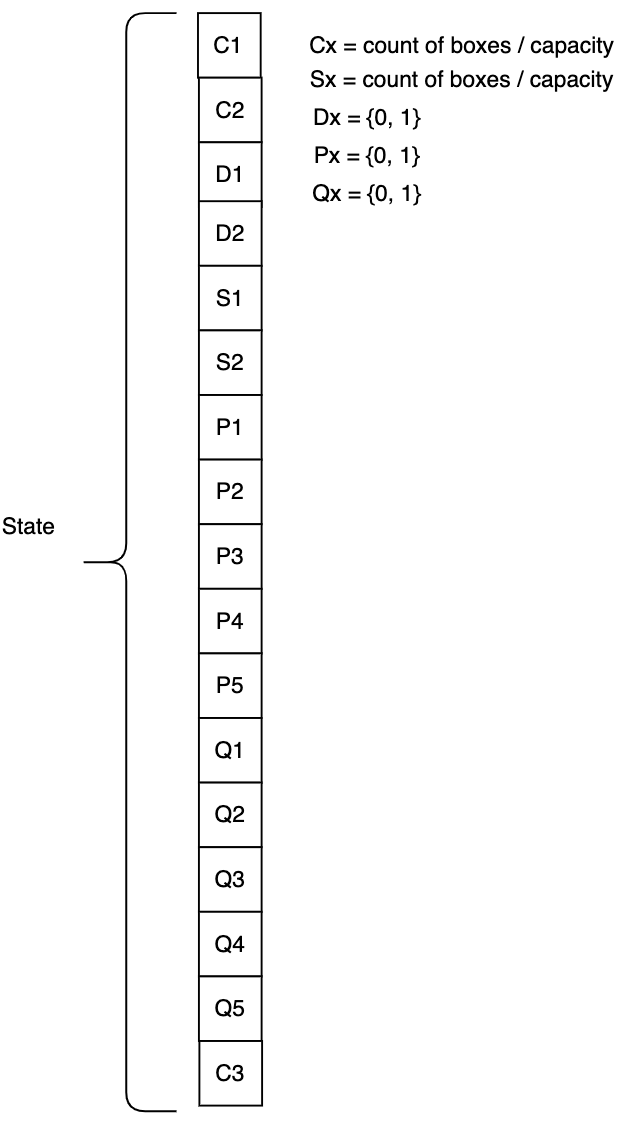 C1
Cx = count of boxes / capacity
Sx = count of boxes / capacity
C2
Dx = {0, 1}
Px = {0, 1}
D1
Qx = {0, 1}
D2
S1
S2
P1
P2
State
P3
P4
P5
Q1
Q2
Q3
Q4
Q5
C3